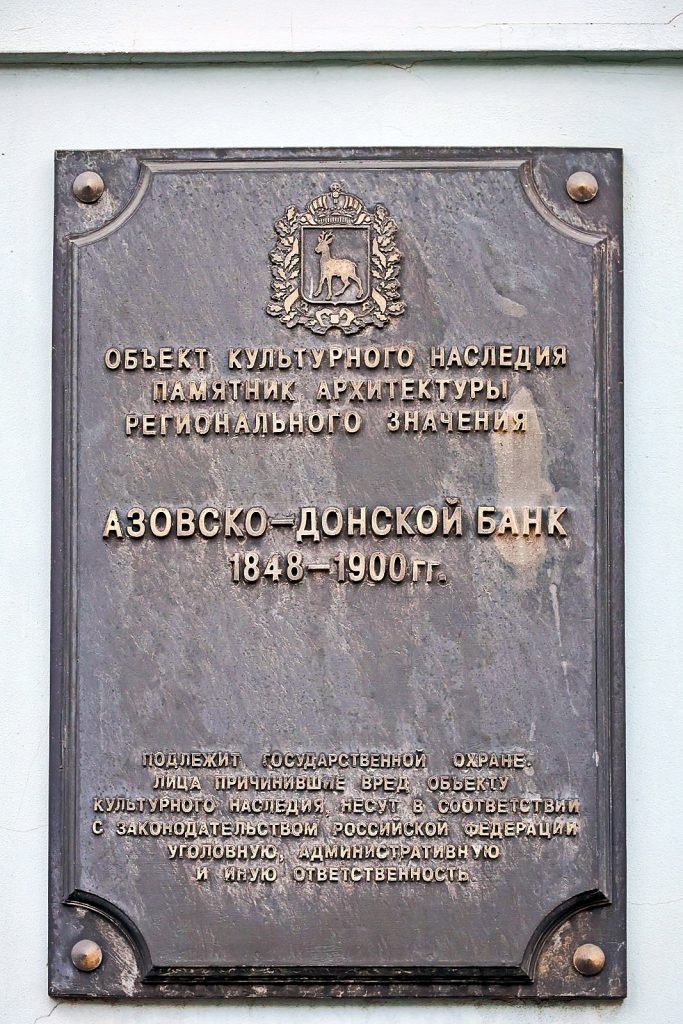 ОБЪЕКТ КУЛЬТУРНОГО НАСЛЕДИЯ
ПАМЯТНИК АРХИТЕКТУРЫ
РЕГИОНАЛЬНОГО ЗНАЧЕНИЯ
АЗОВСКО–ДОНСКОЙ БАНК
1848–1900гг.
ПОДЛЕЖИТ ГОСУДАРСТВЕННОЙ ОХРАНЕ.
ЛИЦА ПРИЧИНИВШИЕ ВРЕД ОБЪЕКТУ
КУЛЬТУРНОГО НАСЛЕДИЯ, НЕСУТ В СООТВЕТСТВИИ
С ЗАКОНОДАТЕЛЬСТВОМ РОССИЙСКОЙ ФЕДЕРАЦИИ
УГОЛОВНУЮ, АДМИНИСТРАТИВНУЮ
И ИНУЮ ОТВЕТСТВЕННОСТЬ.